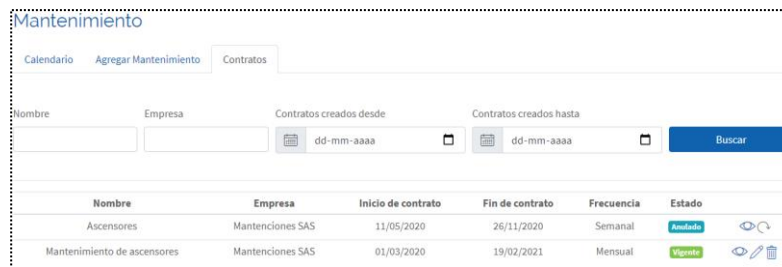 Mantenimiento
Calendario Agregar Mantenimiento Contratos
Nombre Empresa Contratos creados desde Contratos creados hasta
dd-mm-aaaa dd-mm-aaaa Buscar
Nombre Empresa Inicio de contrato Fin de contrato Frecuencia Estado
Ascensores Mantenciones SAS 11/05/2020 26/11/2020 Semanal Anulado
Mantenimiento de ascensores Mantenciones SAS 01/03/2020 19/02/2021 Mensual Vigente